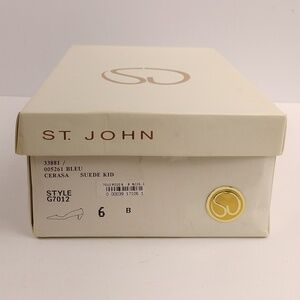 ST. JOHN
33881 /
005261 BLEU
CERASA SUEDE KID
STYLE
G7012
6 B